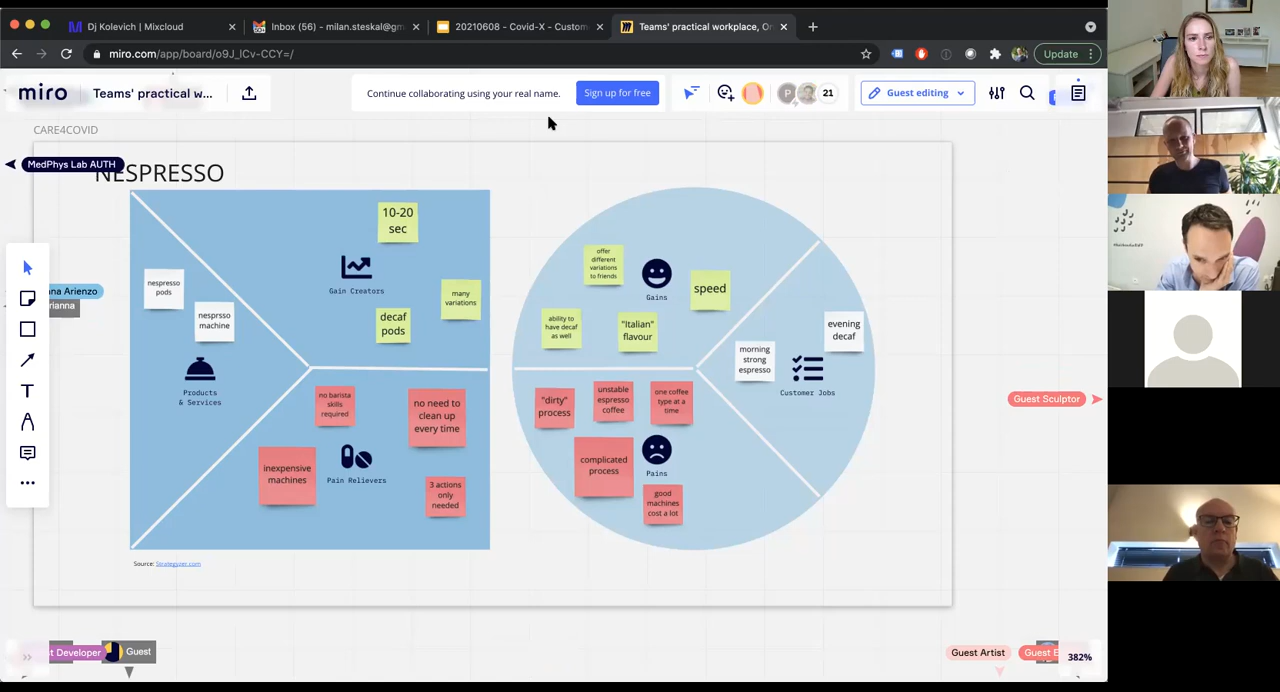 Dj Kolevich | Mixcloud
Inbox (56) - milan.steskal@gm
20210608 - Covid-X - Custom
Teams' practical workplace, On
miro.com/app/board/o9J_lCv-CCY=/
Update
miro
Teams' practical w...
Continue collaborating using your real name.
Sign up for free
P
21
Guest editing
CARE4COVID
MedPhys Lab AUTH
NESPRESSO
10-20
sec
Gain Creators
many
variations
decaf
pods
nespresso
pods
nesprsso
machine
Products
& Services
no barista
skills
required
no need to
clean up
every time
inexpensive
machines
Pain Relievers
3 actions
only
needed
offer
different
variations
to friends
Gains
speed
ability to
have decaf
as well
"Italian"
flavour
evening
decaf
morning
strong
espresso
Customer Jobs
"dirty"
process
unstable
espresso
coffee
one coffee
type at a
time
complicated
process
Pains
good
machines
cost a lot
Source: Strategyzer.com
ana Arienzo
rianna
Guest Sculptor
t Developer
Guest
Guest Artist
Guest E
382%